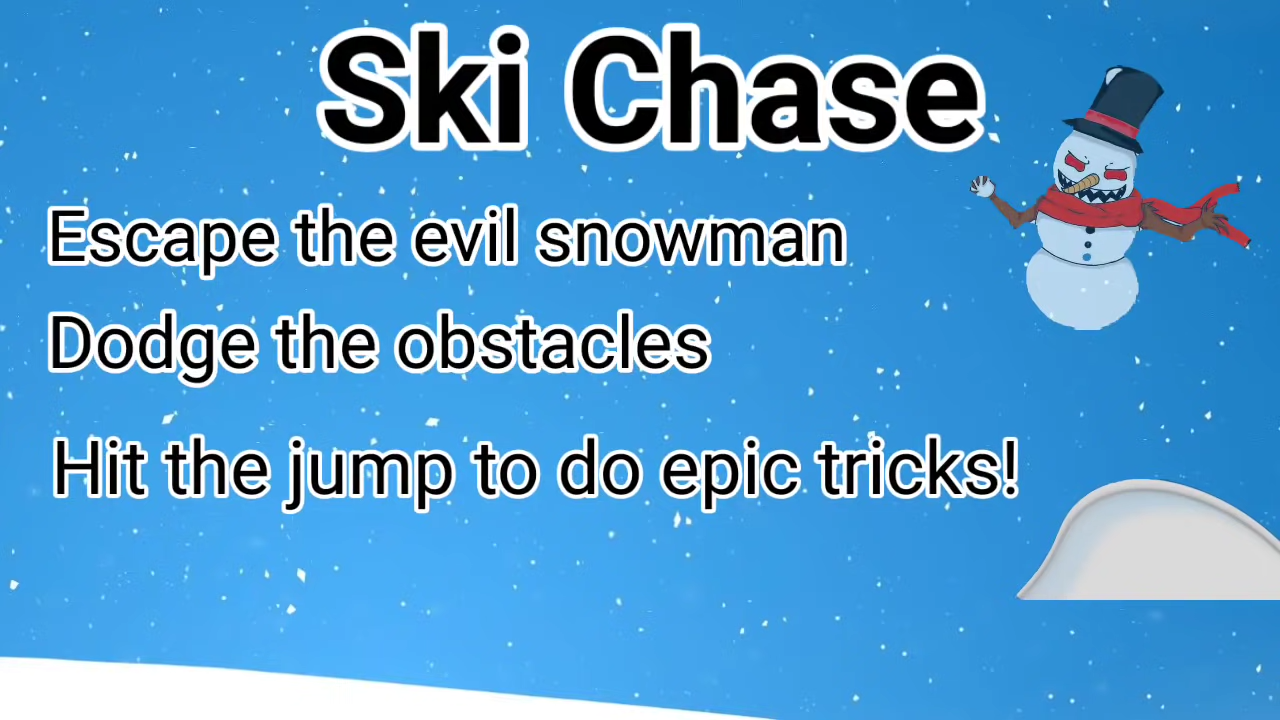 Ski Chase
Escape the evil snowman
Dodge the obstacles
Hit the jump to do epic tricks!